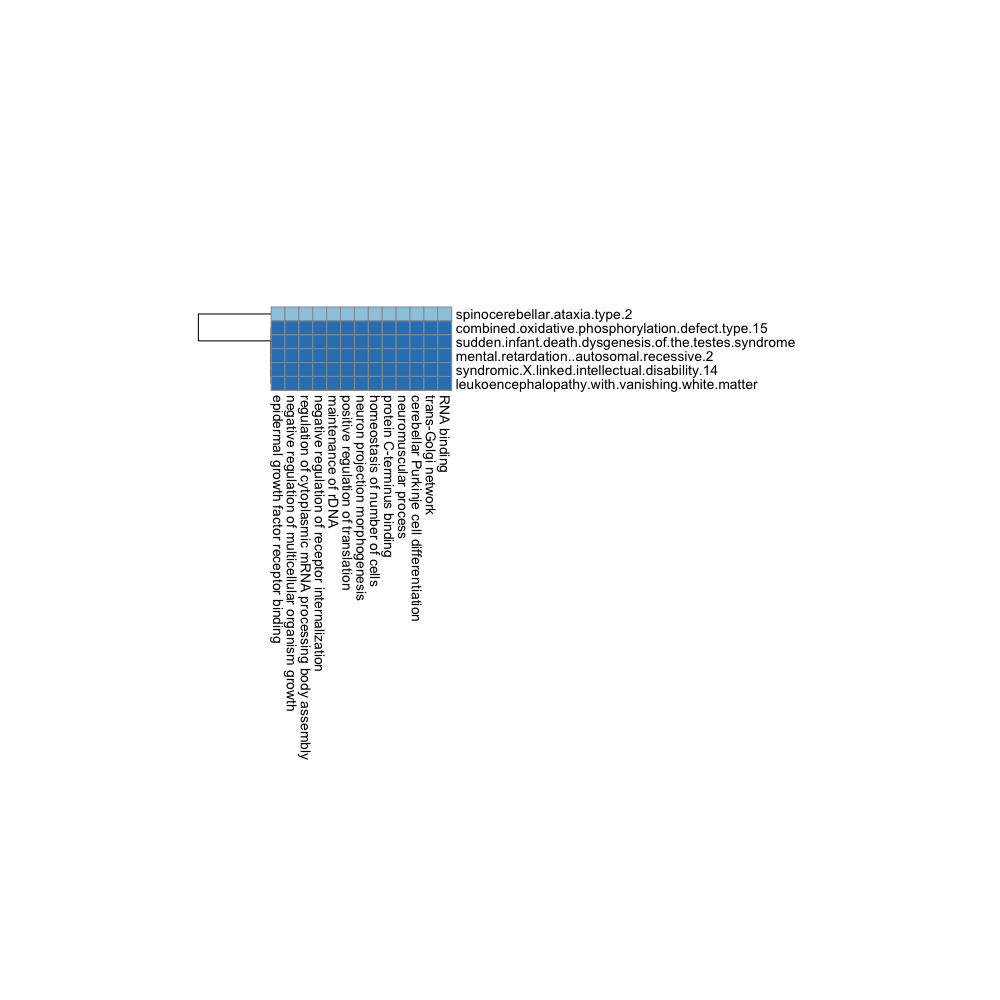 spinocerebellar.ataxia.type.2
combined.oxidative.phosphorylation.defect.type.15
sudden.infant.death.dysgenesis.of.the.testes.syndrome
mental.retardation..autosomal.recessive.2
syndromic.X.linked.intellectual.disability.14
leukoencephalopathy.with.vanishing.white.matter
epidermal growth factor receptor binding
negative regulation of multicellular organism growth
regulation of cytoplasmic mRNA processing body assembly
negative regulation of receptor internalization
maintenance of rDNA
positive regulation of translation
neuron projection morphogenesis
homeostasis of number of cells
protein C-terminus binding
neuromuscular process
cerebellar Purkinje cell differentiation
trans-Golgi network
RNA binding